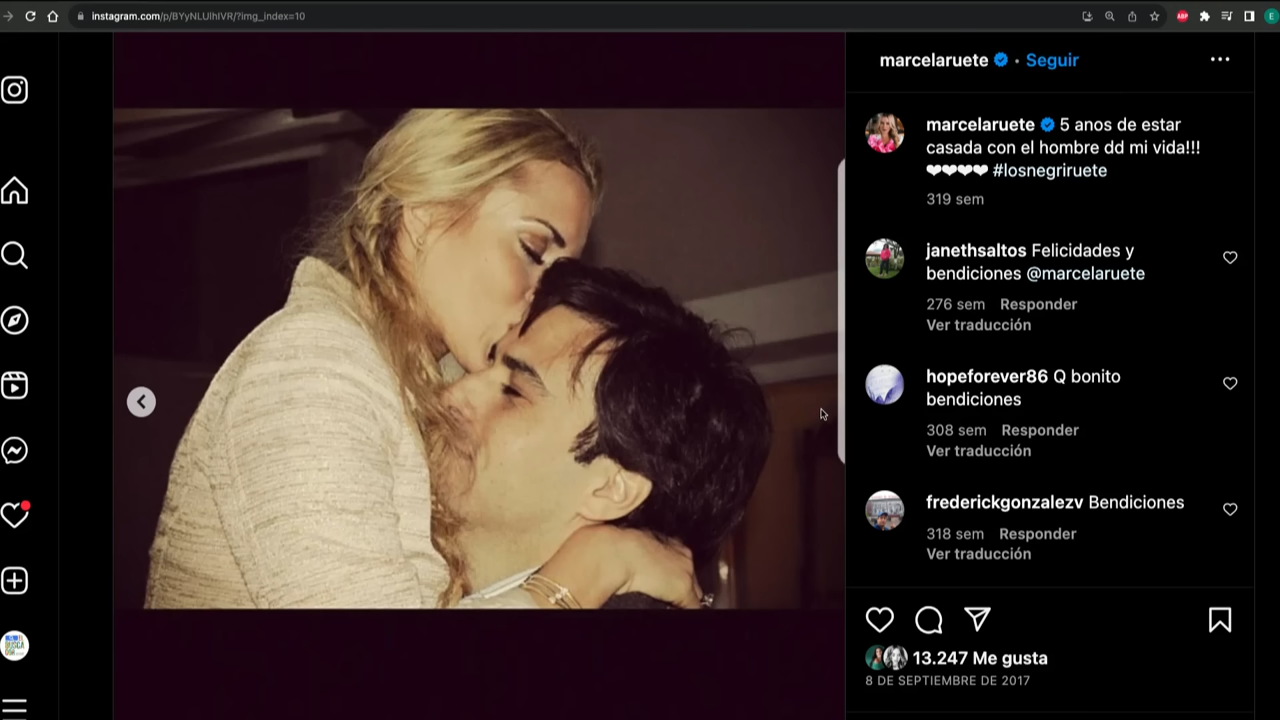 instagram.com/p/BYyNLUlhIVR/?img_index=10
ABP
E
marcelaruete • Seguir
marcelaruete 5 anos de estar
casada con el hombre dd mi vida!!!
❤❤❤❤ #losnegriruete
319 sem
janethsaltos Felicidades y
bendiciones @marcelaruete
276 sem Responder
Ver traducción
hopeforever86 Q bonito
bendiciones
308 sem Responder
Ver traducción
frederickgonzalezv Bendiciones
318 sem Responder
Ver traducción
BUSCA
13.247 Me gusta
8 DE SEPTIEMBRE DE 2017